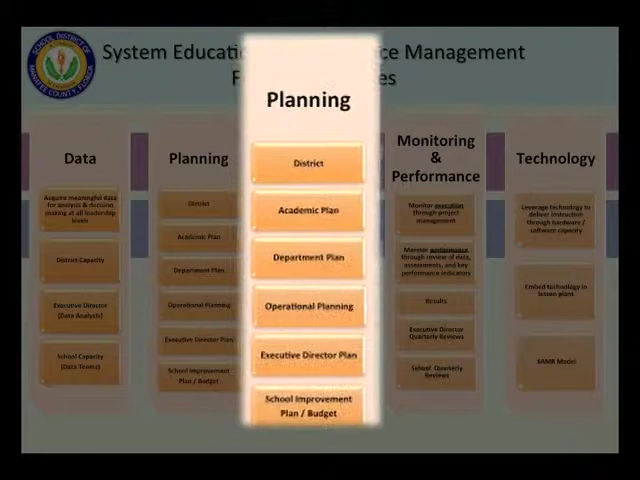 SCHOOL DISTRICT OF
MANATEE COUNTY, FLORIDA
System Educati
ce Management
F
es
Data
Acquire meaningful data
for analysis & decision
making at all leadership
levels
District Capacity
Executive Director
(Data Analysis)
School Capacity
(Data Teams)
Planning
District
Academic Plan
Department Plan
Operational Planning
Executive Director Plan
School Improvement
Plan / Budget
Planning
District
Academic Plan
Department Plan
Operational Planning
Executive Director Plan
School Improvement
Plan / Budget
Monitoring
&
Performance
Monitor execution
through project
management
Monitor performance
through review of data,
assessments, and key
performance indicators
Results
Executive Director
Quarterly Reviews
School Quarterly
Reviews
Technology
Leverage technology to
deliver instruction
through hardware /
software capacity
Embed technology in
lesson plans
SAMR Model